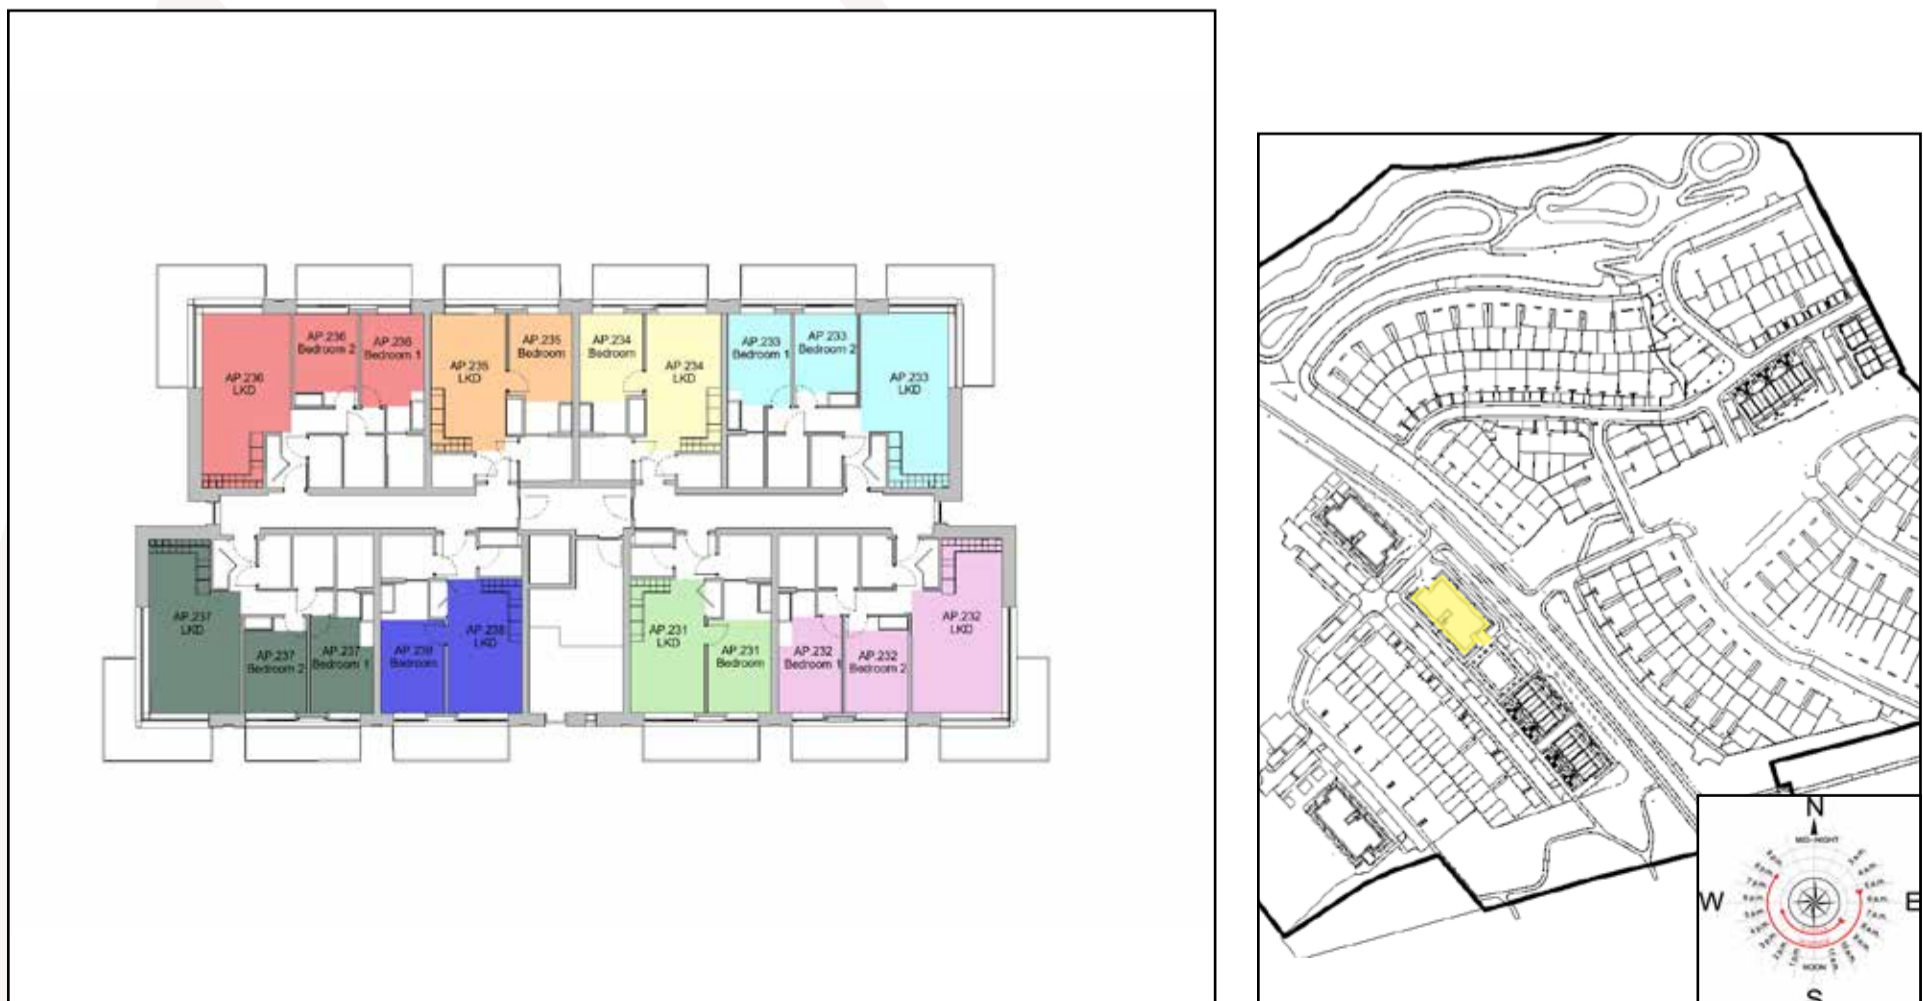 AP.236
LKD
AP.236
Bedroom 2
AP.236
Bedroom 1
AP.235
LKD
AP.235
Bedroom
AP.234
Bedroom
AP.234
LKD
AP.233
Bedroom 1
AP.233
Bedroom 2
AP.233
LKD
AP.237
LKD
AP.237
Bedroom 2
AP.237
Bedroom 1
AP.238
Bedroom
AP.238
LKD
AP.231
LKD
AP.231
Bedroom
AP.232
Bedroom 1
AP.232
Bedroom 2
AP.232
LKD
N
MID-NIGHT
W
E
NOON
S